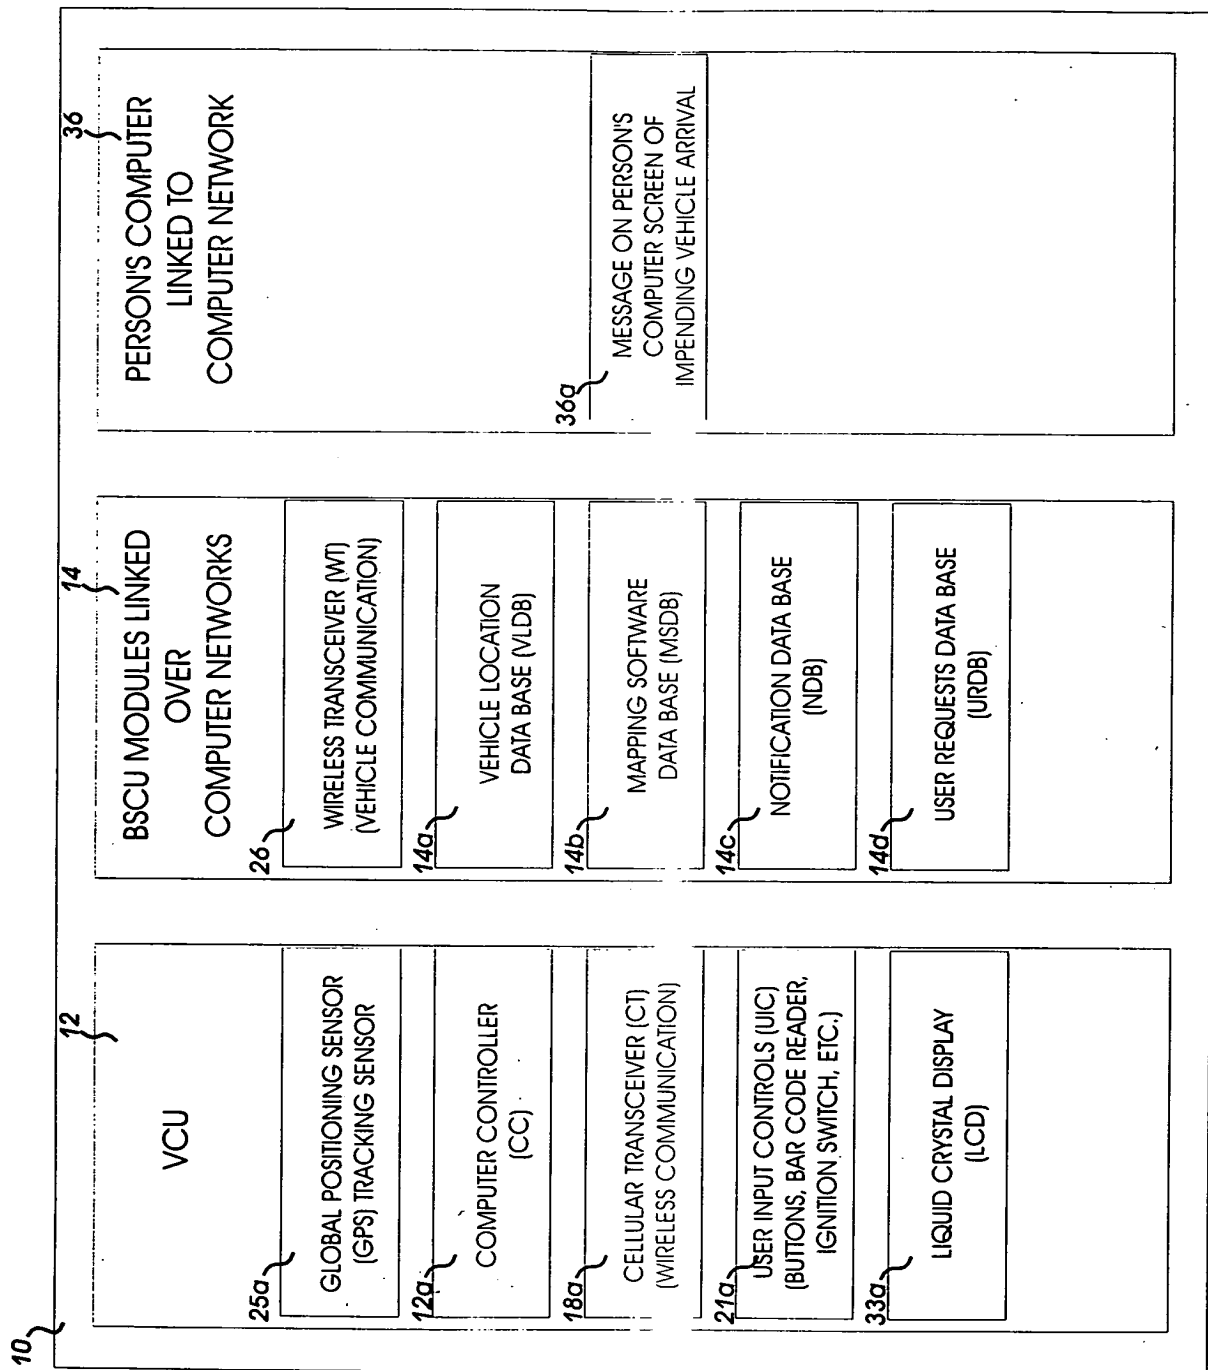 10
12
VCU
25a
GLOBAL POSITIONING SENSOR
(GPS) TRACKING SENSOR
12a
COMPUTER CONTROLLER
(CC)
18a
CELLULAR TRANSCEIVER (CT)
(WIRELESS COMMUNICATION)
21a
USER INPUT CONTROLS (UIC)
(BUTTONS, BAR CODE READER,
IGNITION SWITCH, ETC.)
33a
LIQUID CRYSTAL DISPLAY
(LCD)
14
BSCU MODULES LINKED
OVER
COMPUTER NETWORKS
26
WIRELESS TRANSCEIVER (WT)
(VEHICLE COMMUNICATION)
14a
VEHICLE LOCATION
DATA BASE (VLDB)
14b
MAPPING SOFTWARE
DATA BASE (MSDB)
14c
NOTIFICATION DATA BASE
(NDB)
14d
USER REQUESTS DATA BASE
(URDB)
36
PERSON'S COMPUTER
LINKED TO
COMPUTER NETWORK
36a
MESSAGE ON PERSON'S
COMPUTER SCREEN OF
IMPENDING VEHICLE ARRIVAL